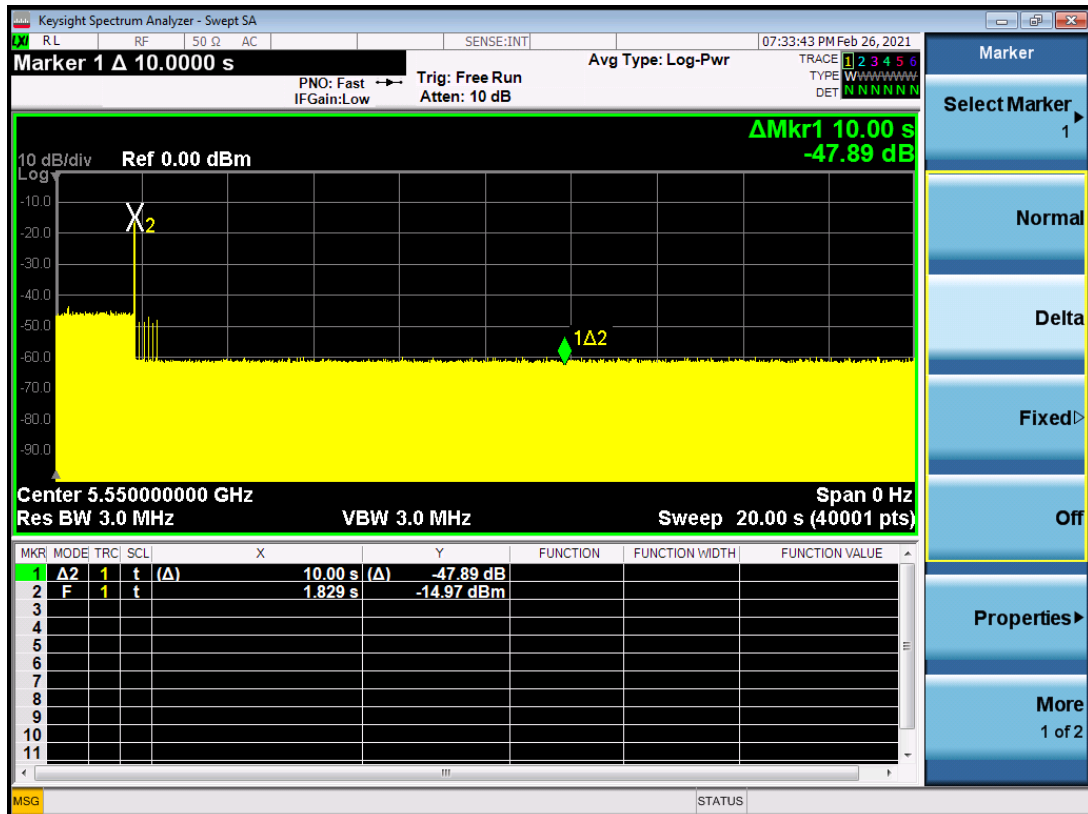 Keysight Spectrum Analyzer - Swept SA
LXI RL RF 50 Ω AC SENSE:INT 07:33:43 PM Feb 26, 2021
Marker 1 Δ 10.0000 s
PNO: Fast
IFGain:Low
Trig: Free Run
Atten: 10 dB
Avg Type: Log-Pwr
TRACE 1 2 3 4 5 6
TYPE WWWWWW
DET N N N N N N
ΔMkr1 10.00 s
-47.89 dB
10 dB/div Ref 0.00 dBm
Log
-10.0
-20.0
-30.0
-40.0
-50.0
-60.0
-70.0
-80.0
-90.0
2
1Δ2
Center 5.550000000 GHz Span 0 Hz
Res BW 3.0 MHz VBW 3.0 MHz Sweep 20.00 s (40001 pts)
MKR MODE TRC SCL X Y FUNCTION FUNCTION WIDTH FUNCTION VALUE
1 Δ2 1 t (Δ) 10.00 s (Δ) -47.89 dB
2 F 1 t 1.829 s -14.97 dBm
3
4
5
6
7
8
9
10
11
MSG STATUS
Marker
Select Marker
1
Normal
Delta
Fixed
Off
Properties
More
1 of 2